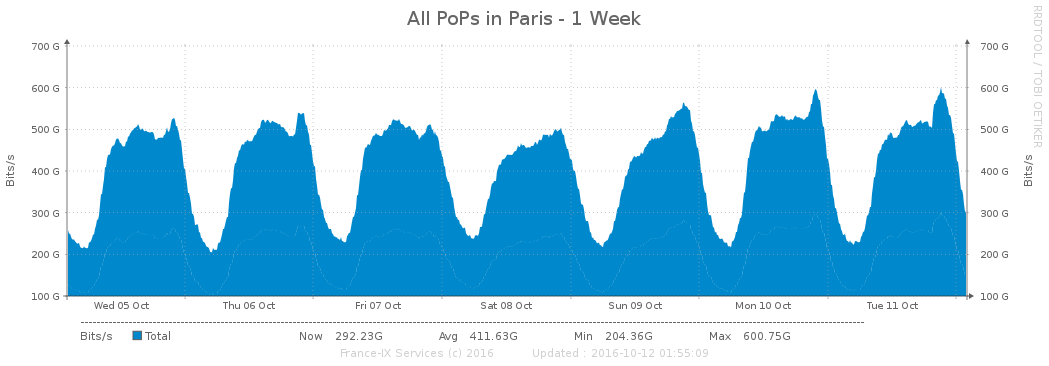 All PoPs in Paris - 1 Week
RRDTOOL / TOBI OETIKER
Bits/s
Bits/s
700 G 700 G
600 G 600 G
500 G 500 G
400 G 400 G
300 G 300 G
200 G 200 G
100 G 100 G
Wed 05 Oct Thu 06 Oct Fri 07 Oct Sat 08 Oct Sun 09 Oct Mon 10 Oct Tue 11 Oct
Bits/s Total Now 292.23G Avg 411.63G Min 204.36G Max 600.75G
France-IX Services (c) 2016 Updated : 2016-10-12 01:55:09